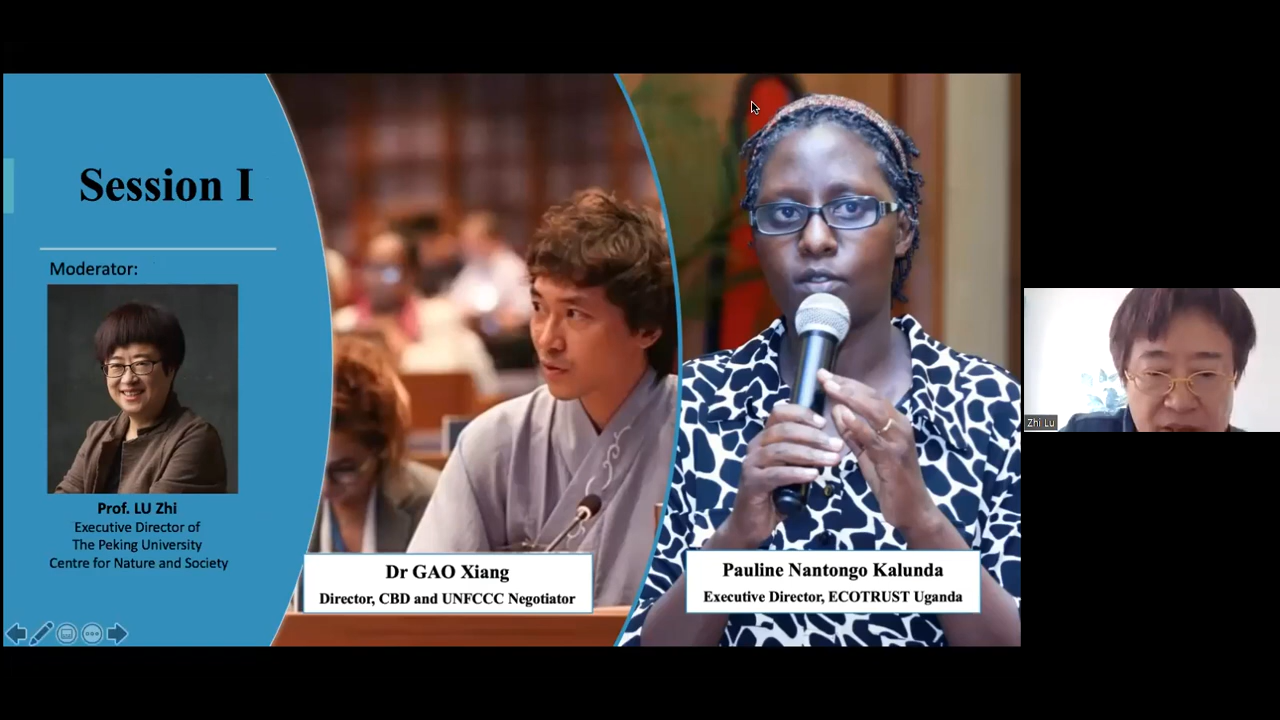 Session I
Moderator:
Prof. LU Zhi
Executive Director of
The Peking University
Centre for Nature and Society
Dr GAO Xiang
Director, CBD and UNFCCC Negotiator
Pauline Nantongo Kalunda
Executive Director, ECOTRUST Uganda
Zhi Lu